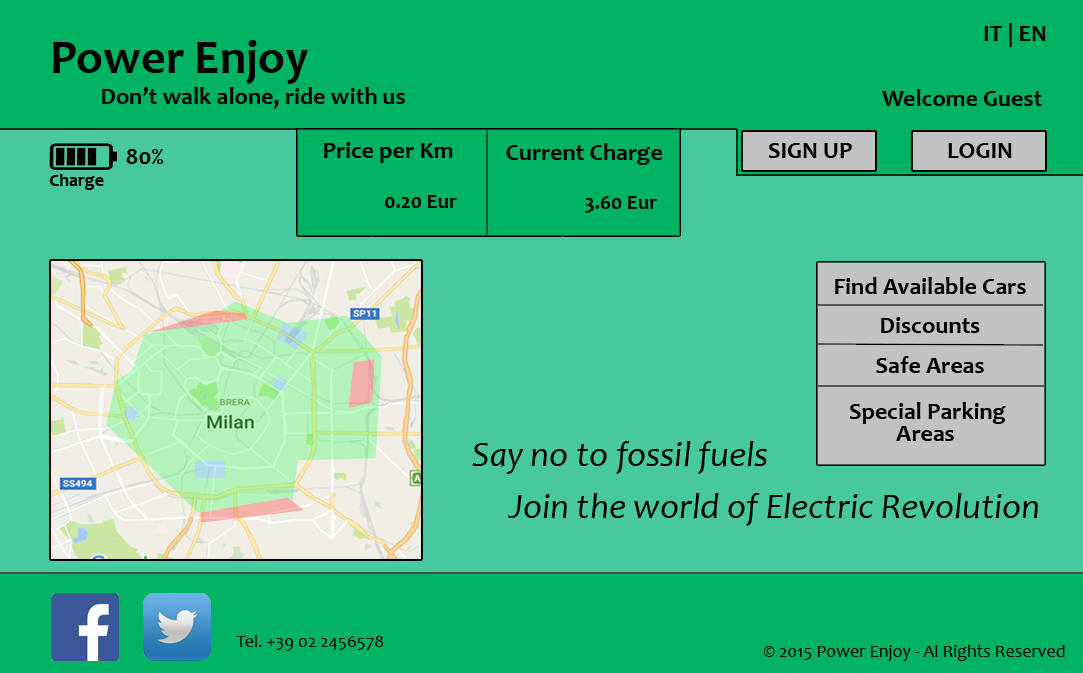 IT | EN
Power Enjoy
Don't walk alone, ride with us
Welcome Guest
80%
Charge
Price per Km
0.20 Eur
Current Charge
3.60 Eur
SIGN UP
LOGIN
SP11
BRERA
Milan
SS494
A
Find Available Cars
Discounts
Safe Areas
Special Parking
Areas
Say no to fossil fuels
Join the world of Electric Revolution
Tel. +39 02 2456578
© 2015 Power Enjoy - Al Rights Reserved